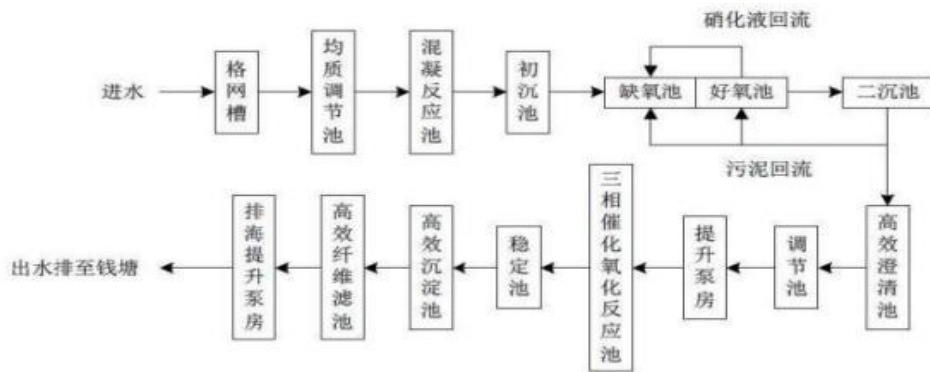 硝化液回流
进水
格网槽
均质调节池
混凝反应池
初沉池
缺氧池
好氧池
二沉池
污泥回流
出水排至钱塘
排海提升泵房
高效纤维滤池
高效沉淀池
稳定池
三相催化氧化反应池
提升泵房
调节池
高效澄清池